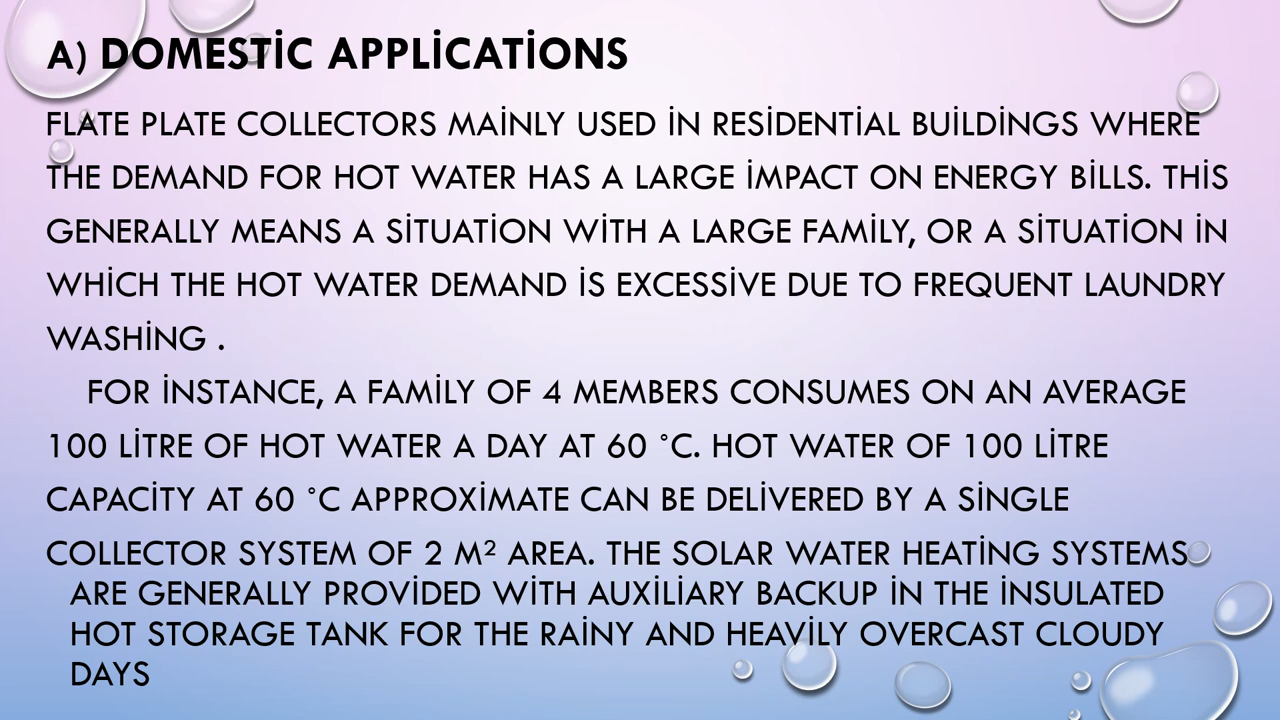 A) DOMESTİC APPLİCATİONS
FLATE PLATE COLLECTORS MAİNLY USED İN RESİDENTİAL BUİLDİNGS WHERE
THE DEMAND FOR HOT WATER HAS A LARGE İMPACT ON ENERGY BİLLS. THİS
GENERALLY MEANS A SİTUATİON WİTH A LARGE FAMİLY, OR A SİTUATİON İN
WHİCH THE HOT WATER DEMAND İS EXCESSİVE DUE TO FREQUENT LAUNDRY
WASHİNG .
FOR İNSTANCE, A FAMİLY OF 4 MEMBERS CONSUMES ON AN AVERAGE
100 LİTRE OF HOT WATER A DAY AT 60 ˚C. HOT WATER OF 100 LİTRE
CAPACİTY AT 60 ˚C APPROXİMATE CAN BE DELİVERED BY A SİNGLE
COLLECTOR SYSTEM OF 2 M² AREA. THE SOLAR WATER HEATİNG SYSTEMS
ARE GENERALLY PROVİDED WİTH AUXİLİARY BACKUP İN THE İNSULATED
HOT STORAGE TANK FOR THE RAİNY AND HEAVİLY OVERCAST CLOUDY
DAYS